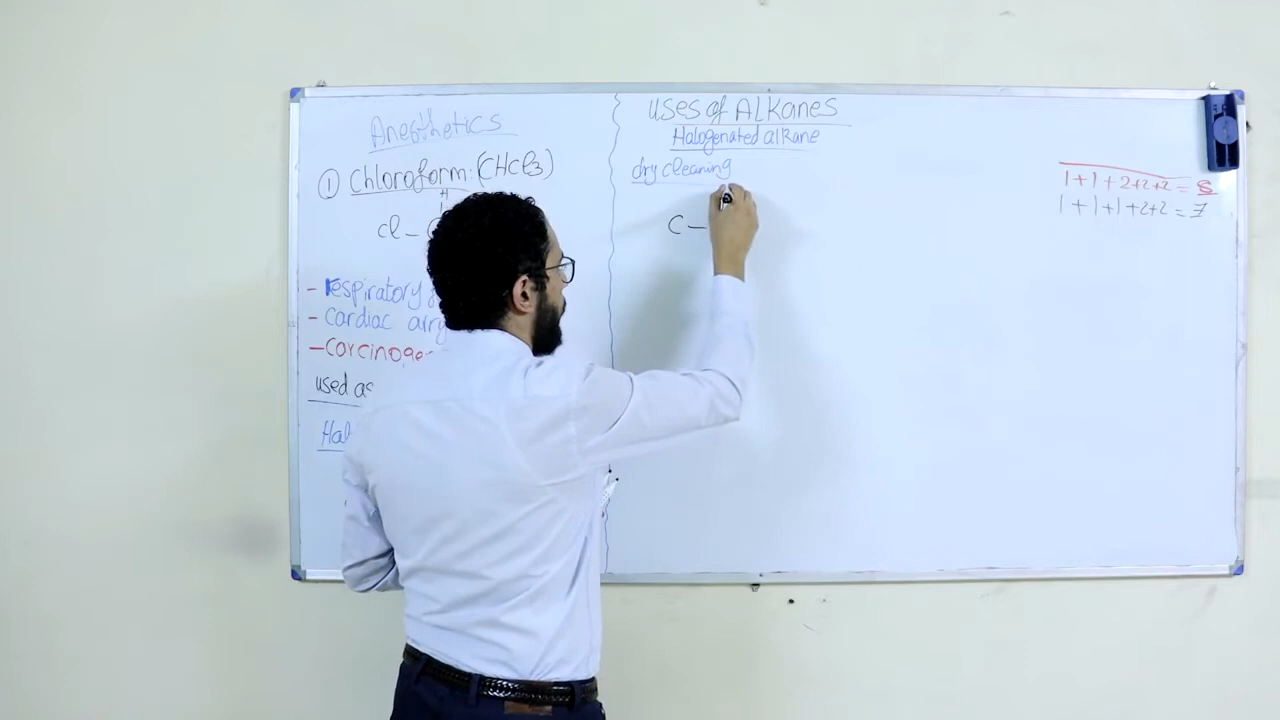 Anesthetics
① Chloroform: (CHCl3)
H
cl – C
– respiratory
– cardiac arry
– carcinoge
used as
Hal
Uses of Alkanes
Halogenated alkane
dry cleaning
C –
1+1+2+2+2=8
1+1+1+2+2=7